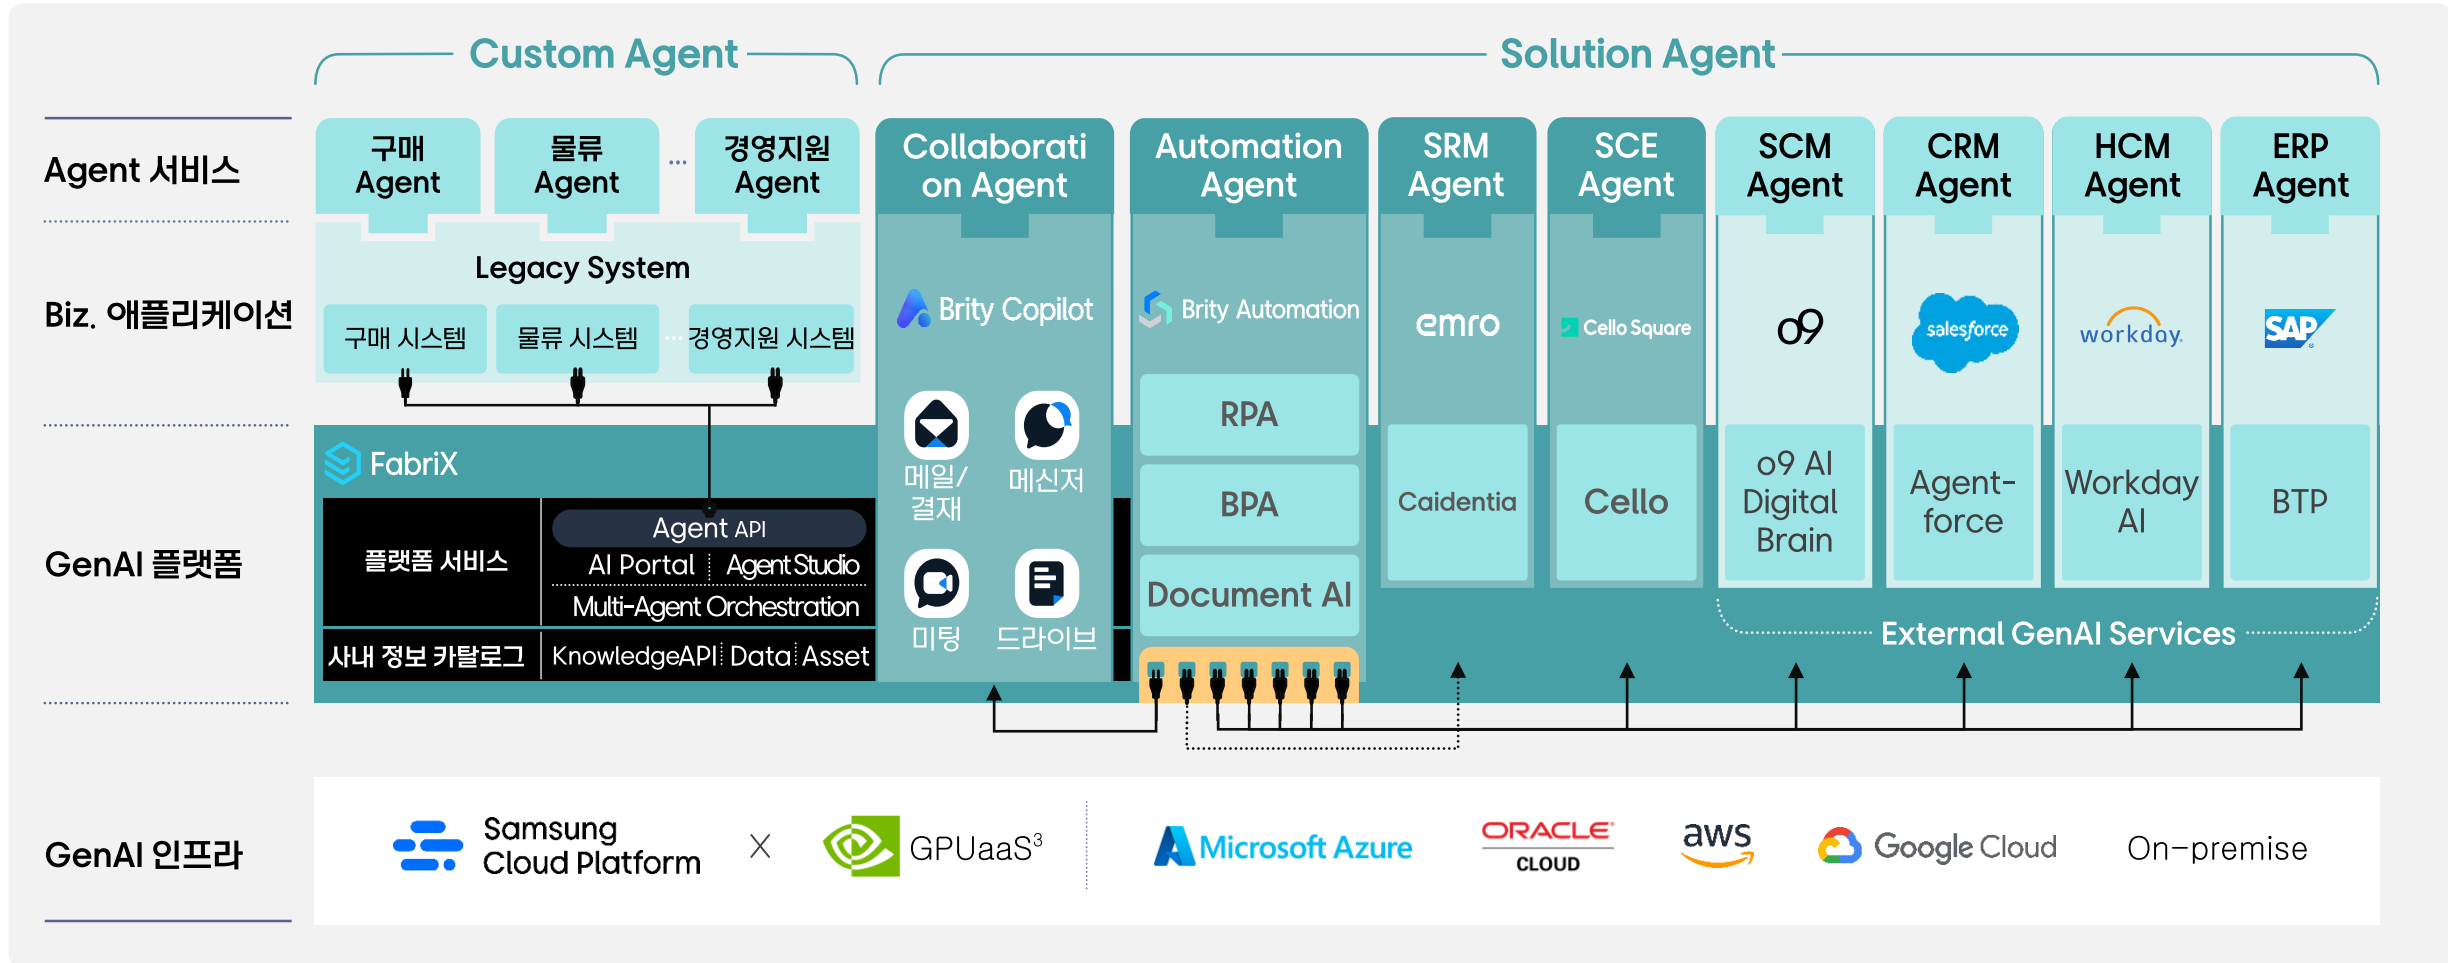 Custom Agent
Solution Agent
Agent 서비스
구매
Agent
물류
Agent
...
경영지원
Agent
Collaborati
on Agent
Automation
Agent
SRM
Agent
SCE
Agent
SCM
Agent
CRM
Agent
HCM
Agent
ERP
Agent
Biz. 애플리케이션
Legacy System
구매 시스템
물류 시스템
...
경영지원 시스템
Brity Copilot
메일/
결재
메신저
미팅
드라이브
Brity Automation
RPA
BPA
Document AI
emro
Caidentia
Cello Square
Cello
o9
o9 AI
Digital
Brain
salesforce
Agent-
force
workday.
Workday
AI
SAP®
BTP
External GenAI Services
GenAI 플랫폼
FabriX
플랫폼 서비스
Agent API
AI Portal
Agent Studio
Multi-Agent Orchestration
사내 정보 카탈로그
KnowledgeAPI
Data
Asset
GenAI 인프라
Samsung
Cloud Platform
X
GPUaaS³
Microsoft Azure
ORACLE®
CLOUD
aws
Google Cloud
On-premise